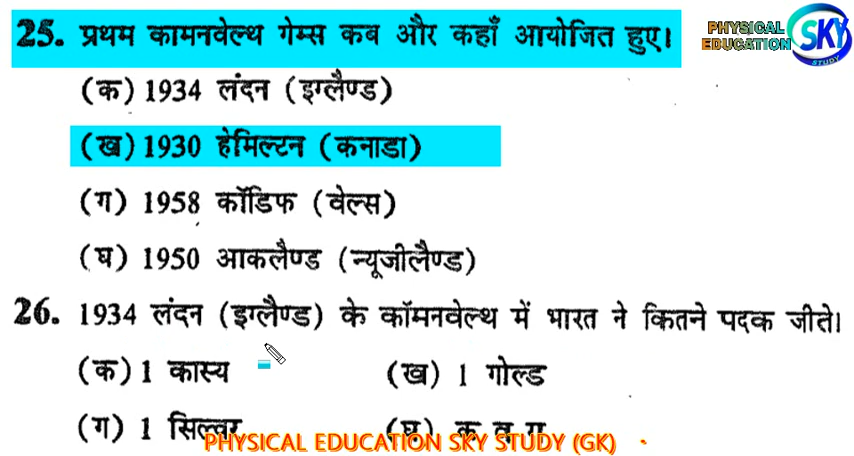 25. प्रथम कामनवेल्थ गेम्स कब और कहाँ आयोजित हुए।
PHYSICAL
EDUCATION
SKY
STUDY
(क) 1934 लंदन (इग्लैण्ड)
(ख) 1930 हेमिल्टन (कनाडा)
(ग) 1958 कॉडिफ (वेल्स)
(घ) 1950 आकलैण्ड (न्यूजीलैण्ड)
26. 1934 लंदन (इग्लैण्ड) के कॉमनवेल्थ में भारत ने कितने पदक जीते।
(क) 1 कास्य (ख) 1 गोल्ड
(ग) 1 सिल्वर (घ) क व ग
PHYSICAL EDUCATION SKY STUDY (GK)